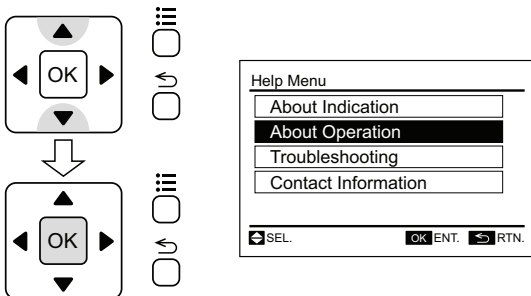 OK
OK
Help Menu
About Indication
About Operation
Troubleshooting
Contact Information
SEL. OK ENT. RTN.